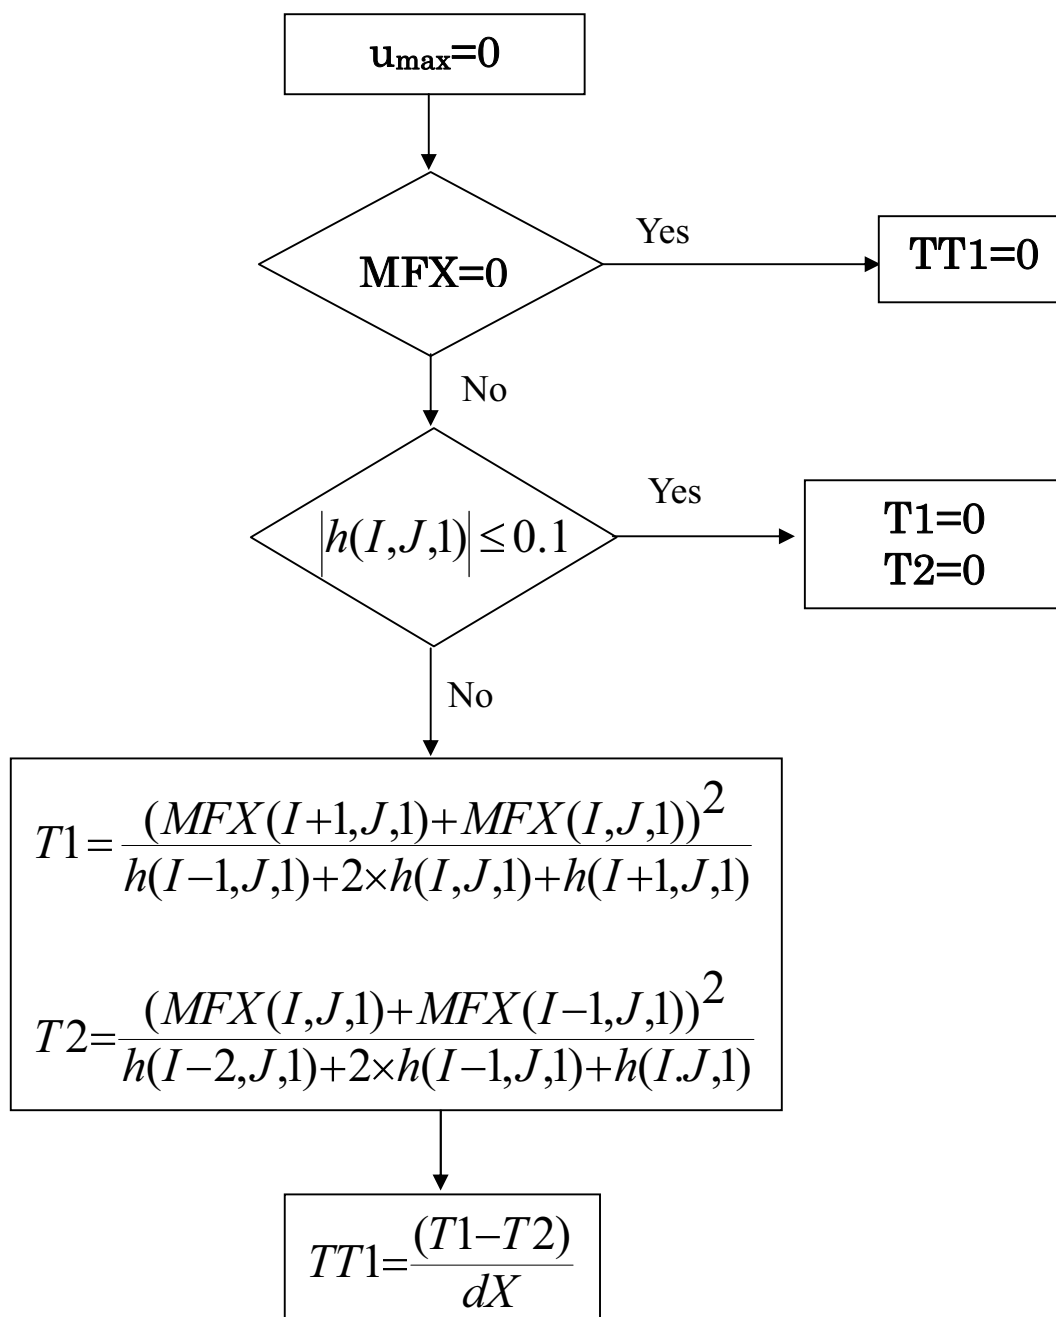 u_max=0
MFX=0
Yes
TT1=0
No
|h(I,J,1)| ≤ 0.1
Yes
T1=0
T2=0
No
T1 = (MFX(I+1,J,1)+MFX(I,J,1))^2 / h(I−1,J,1)+2×h(I,J,1)+h(I+1,J,1)
T2= (MFX(I,J,1)+MFX(I−1,J,1))^2 / h(I−2,J,1)+2×h(I−1,J,1)+h(I.J,1)
TT1= (T1−T2) / dX